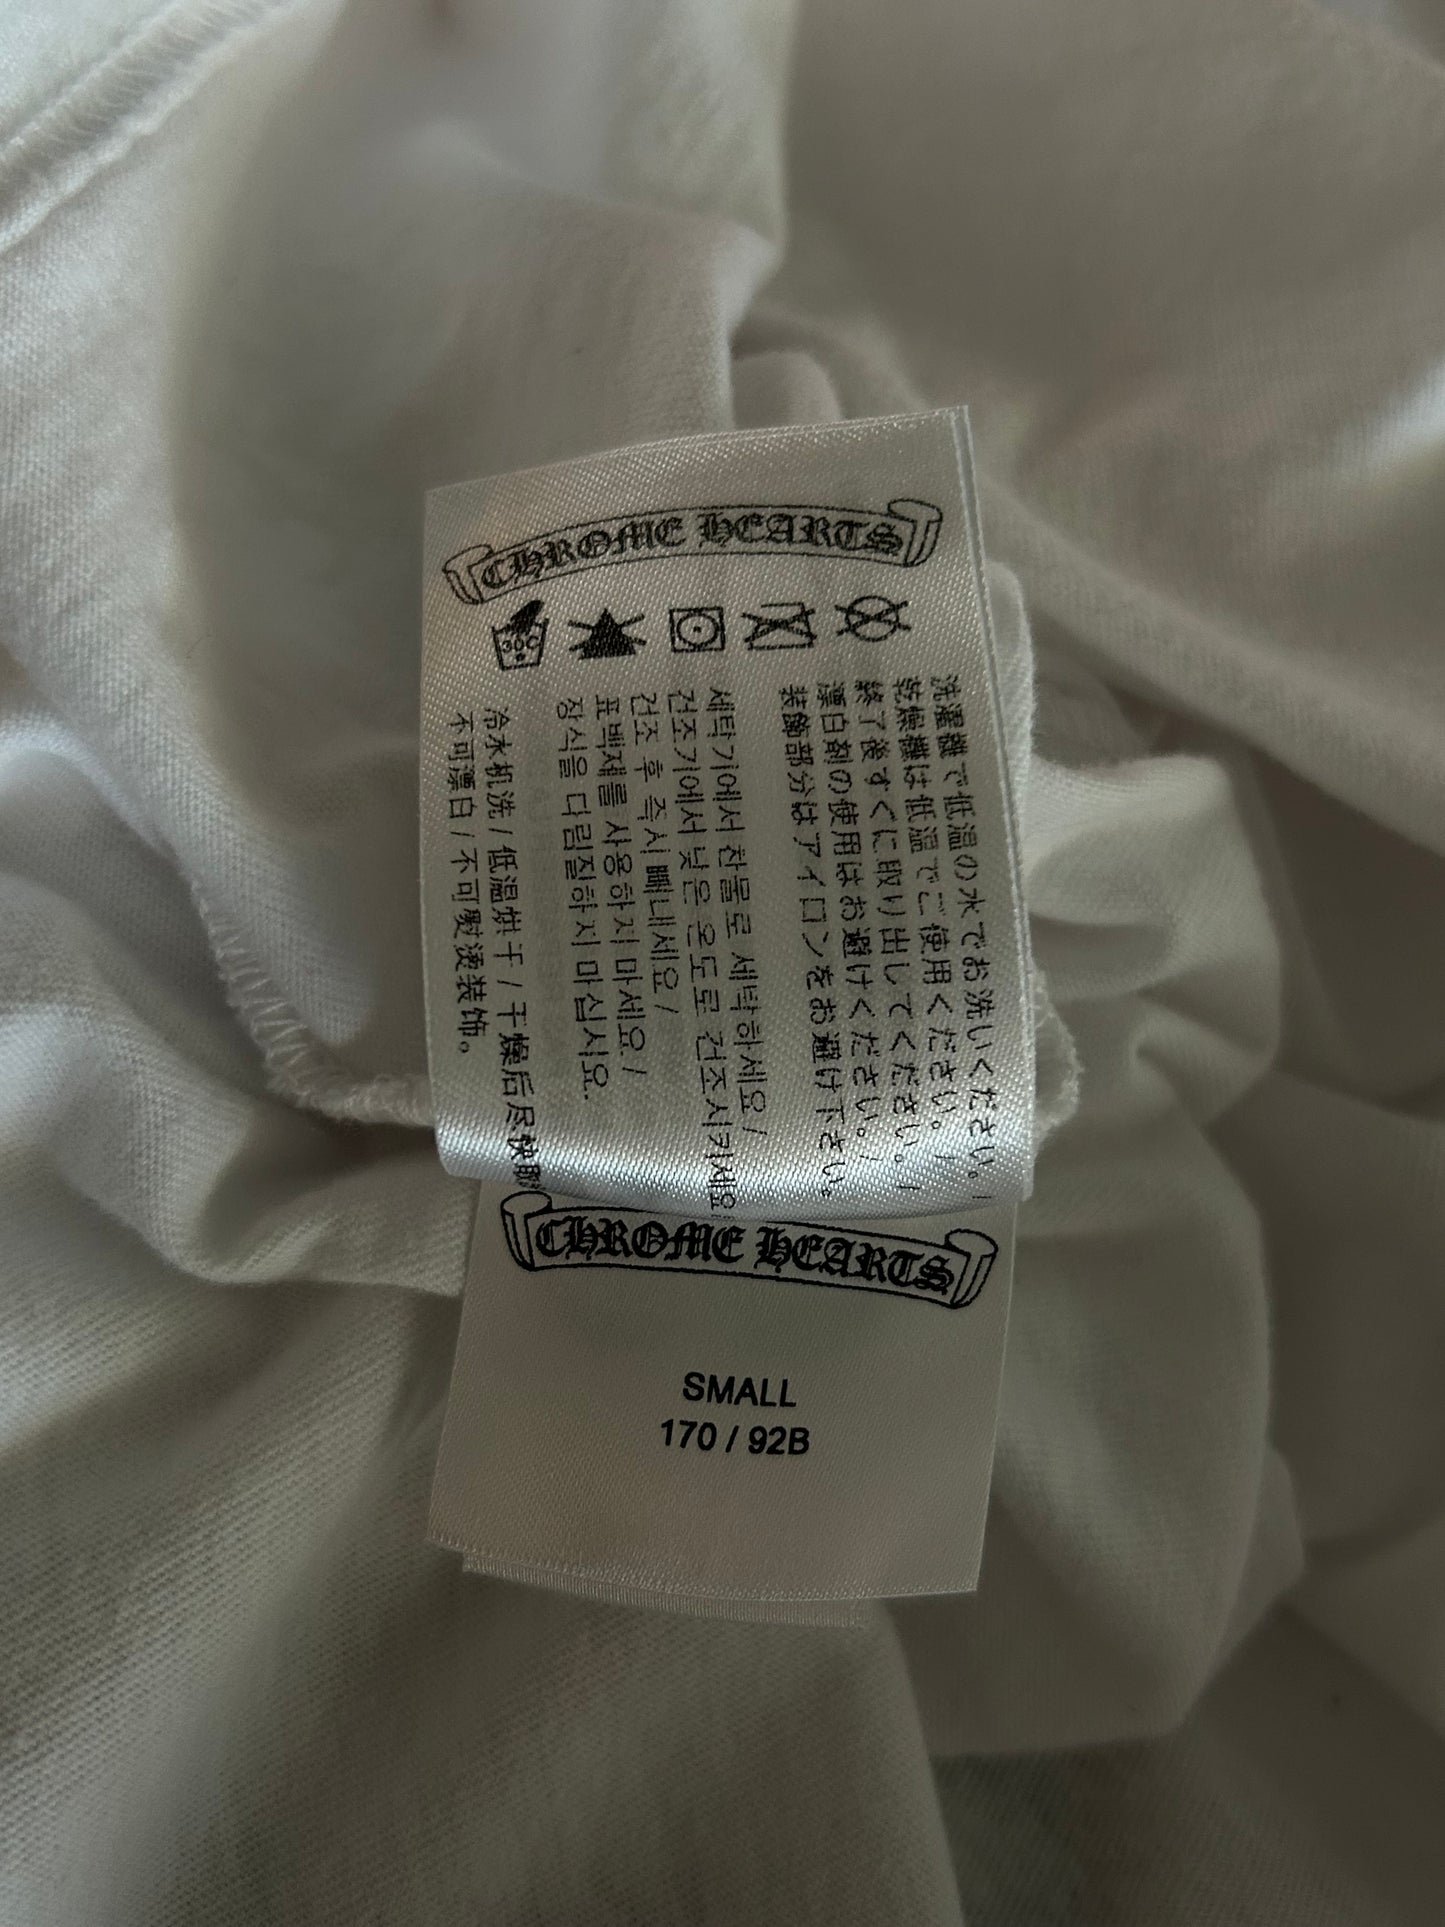 CHROME HEARTS
30C
洗濯機で低温の水でお洗いください。/
乾燥機は低温でご使用ください。/
終了後すぐに取り出してください。/
漂白剤の使用はお避けください。/
装飾部分はアイロンをお避け下さい。
세탁기에서 찬물로 세탁하세요/
건조기에서 낮은 온도로 건조시키세요
건조 후 즉시 빼내세요/
표백제를 사용하지 마세요/
장식을 다림질하지 마십시오.
冷水机洗/低温烘干/干燥后尽快
不可漂白/不可熨烫装饰。
CHROME HEARTS
SMALL
170 / 92B